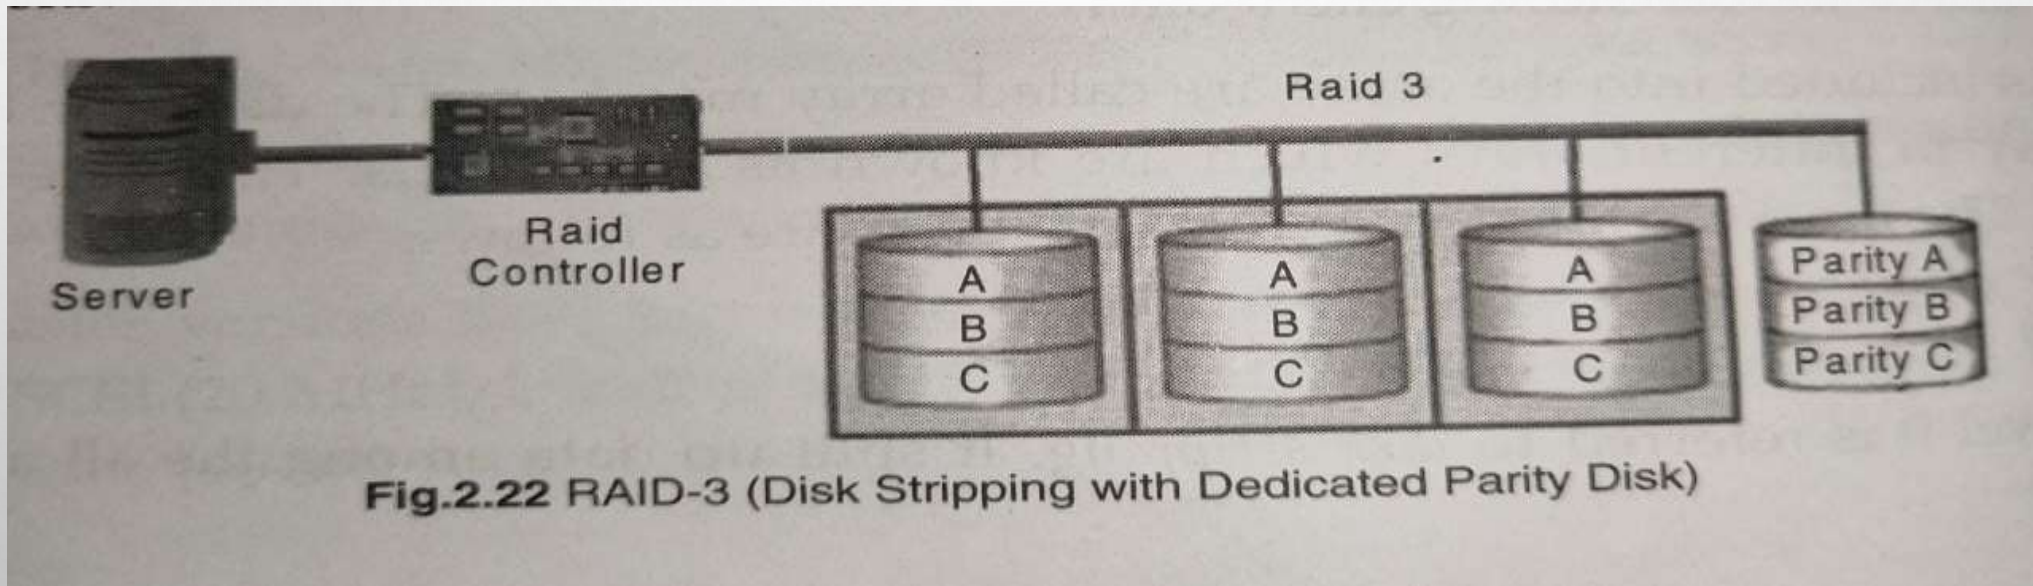 Raid 3
Server
Raid
Controller
A
B
C
A
B
C
A
B
C
Parity A
Parity B
Parity C
Fig.2.22 RAID-3 (Disk Stripping with Dedicated Parity Disk)